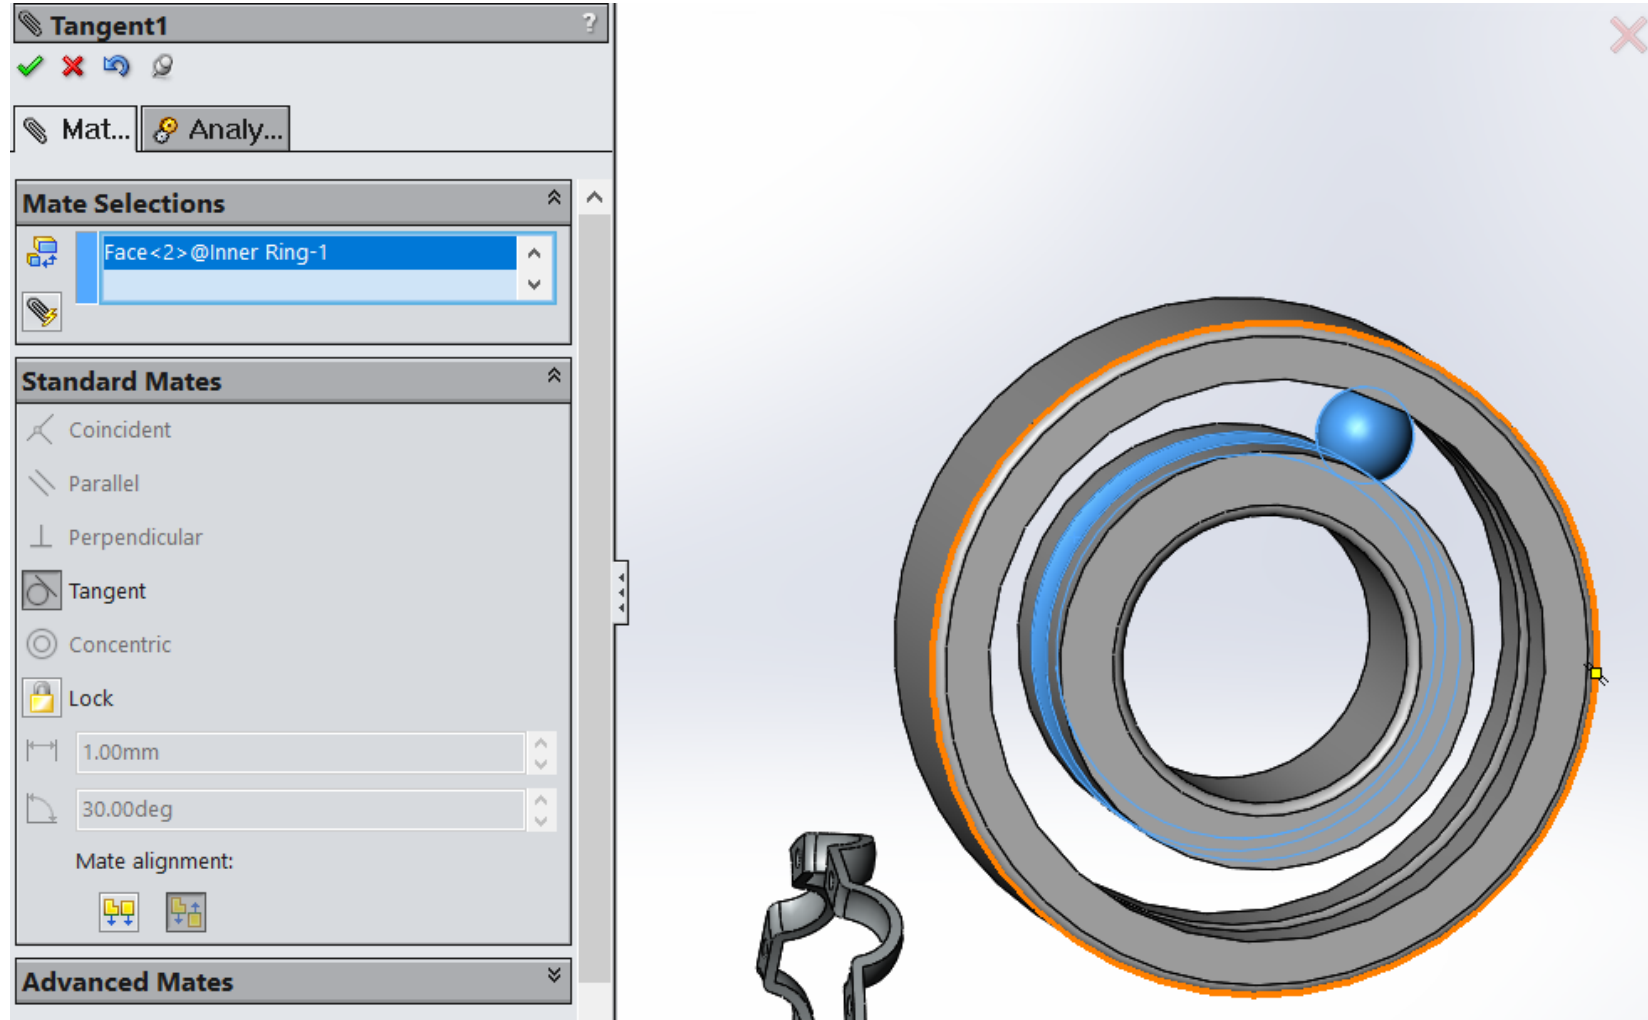 Tangent1
?
Mat...
Analy...
Mate Selections
Face<2>@Inner Ring-1
Standard Mates
Coincident
Parallel
Perpendicular
Tangent
Concentric
Lock
1.00mm
30.00deg
Mate alignment:
Advanced Mates